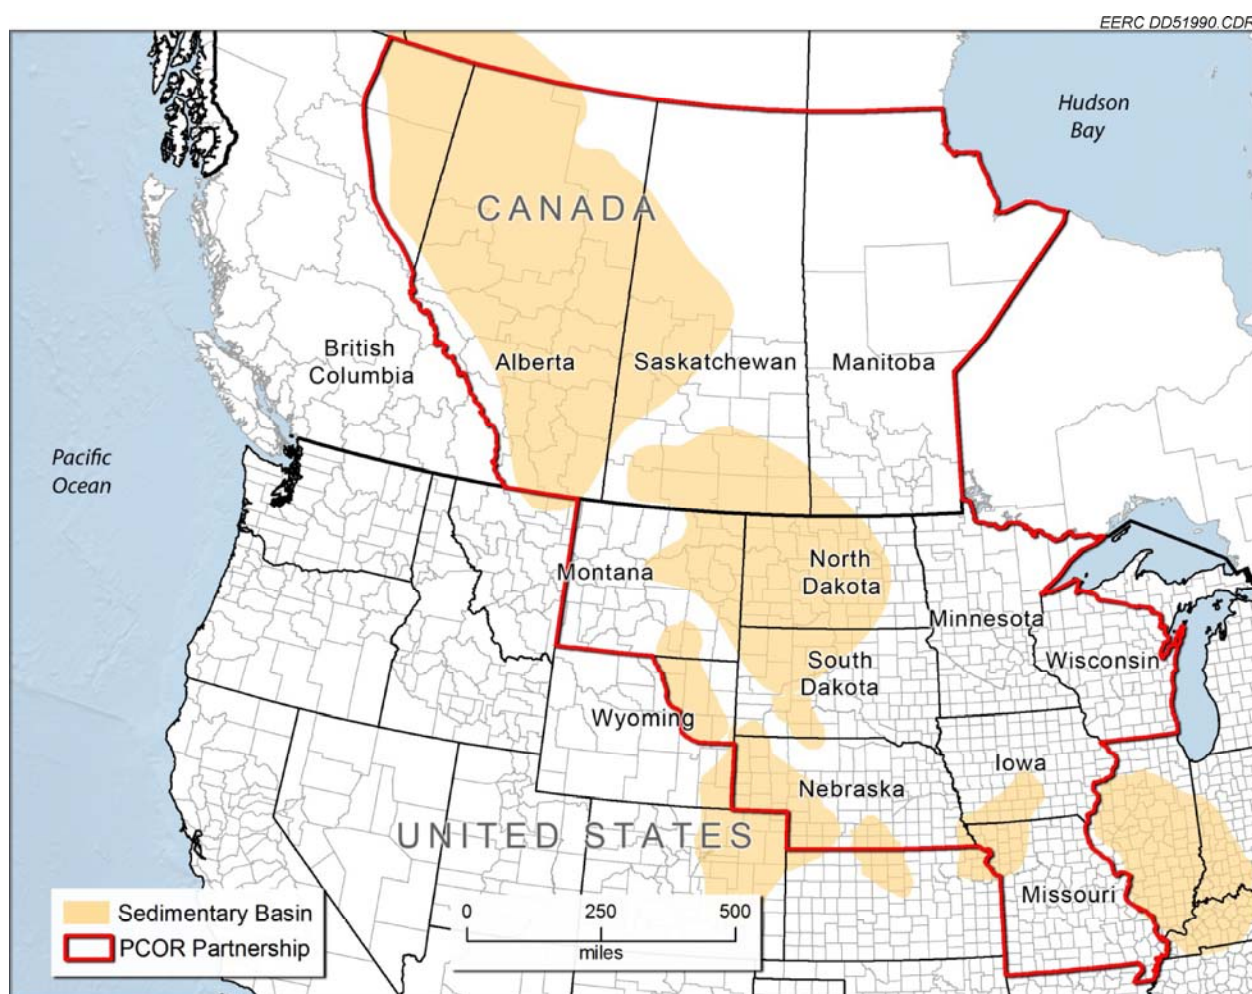 EERC DD51990.CDR
Hudson
Bay
CANADA
British
Columbia
Alberta
Saskatchewan
Manitoba
Pacific
Ocean
Montana
North
Dakota
Minnesota
South
Dakota
Wisconsin
Wyoming
Iowa
Nebraska
UNITED STATES
Missouri
Sedimentary Basin
PCOR Partnership
0 250 500
miles